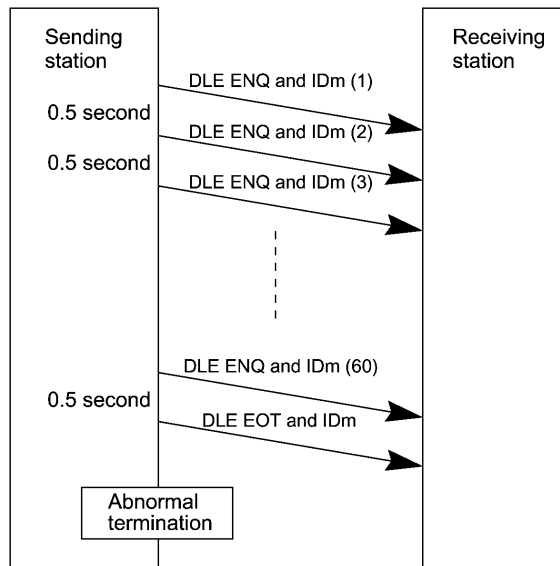 Sending
station
Receiving
station
DLE ENQ and IDm (1)
0.5 second
DLE ENQ and IDm (2)
0.5 second
DLE ENQ and IDm (3)
DLE ENQ and IDm (60)
0.5 second
DLE EOT and IDm
Abnormal
termination